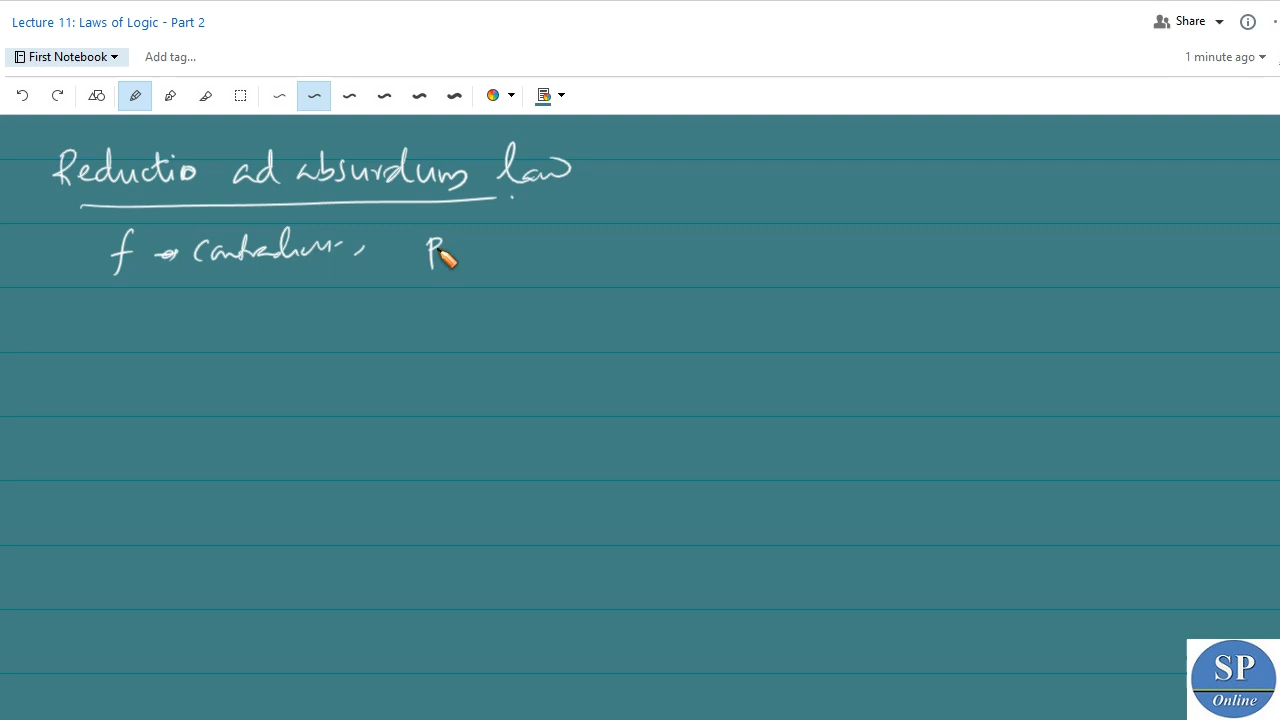 Lecture 11: Laws of Logic - Part 2
Share
First Notebook
Add tag...
1 minute ago
Reductio ad absurdum law
f → , P
SP
Online